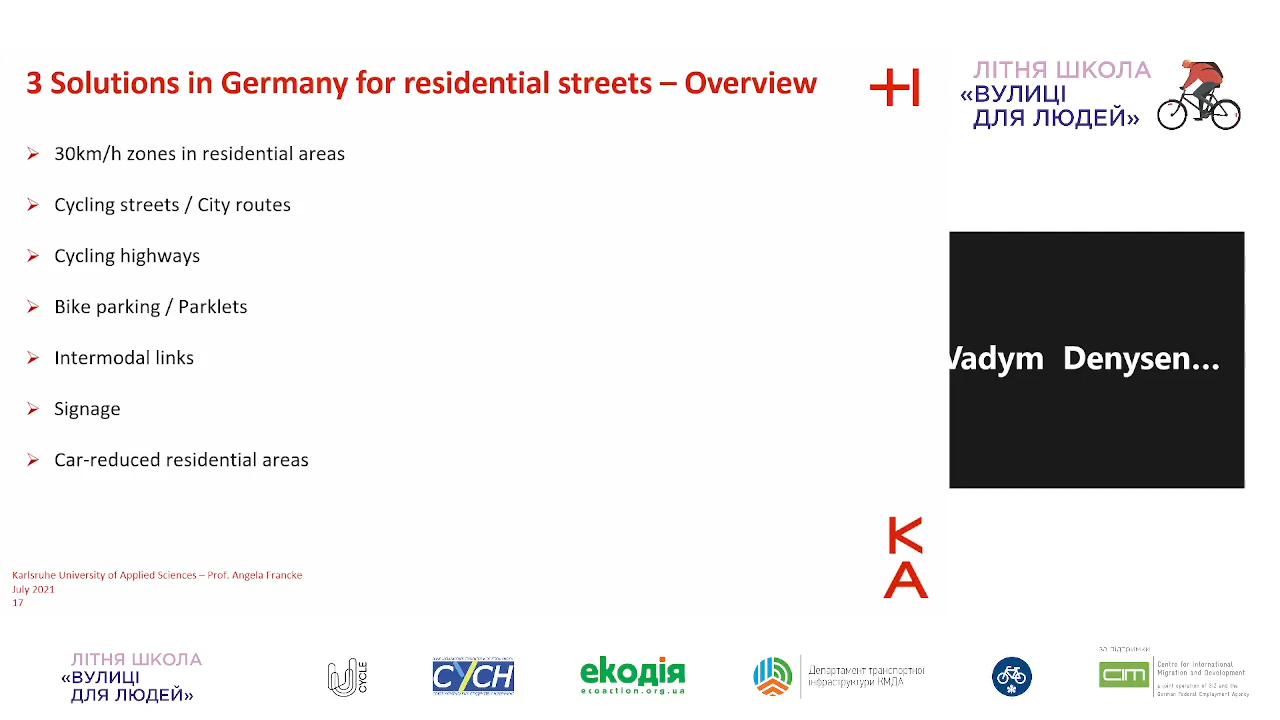 3 Solutions in Germany for residential streets – Overview
30km/h zones in residential areas
Cycling streets / City routes
Cycling highways
Bike parking / Parklets
Intermodal links
Signage
Car-reduced residential areas
Karlsruhe University of Applied Sciences – Prof. Angela Francke
July 2021
17
H
KA
ЛІТНЯ ШКОЛА
«ВУЛИЦІ
ДЛЯ ЛЮДЕЙ»
Vadym Denysen...
ЛІТНЯ ШКОЛА
«ВУЛИЦІ
ДЛЯ ЛЮДЕЙ»
U
CYCLE
СУСН
екодія
ecoaction.org.ua
Департамент транспортної
інфраструктури КМДА
за підтримки
CIM
Centre for International
Migration and Development
a joint operation of GIZ and the
German Federal Employment Agency